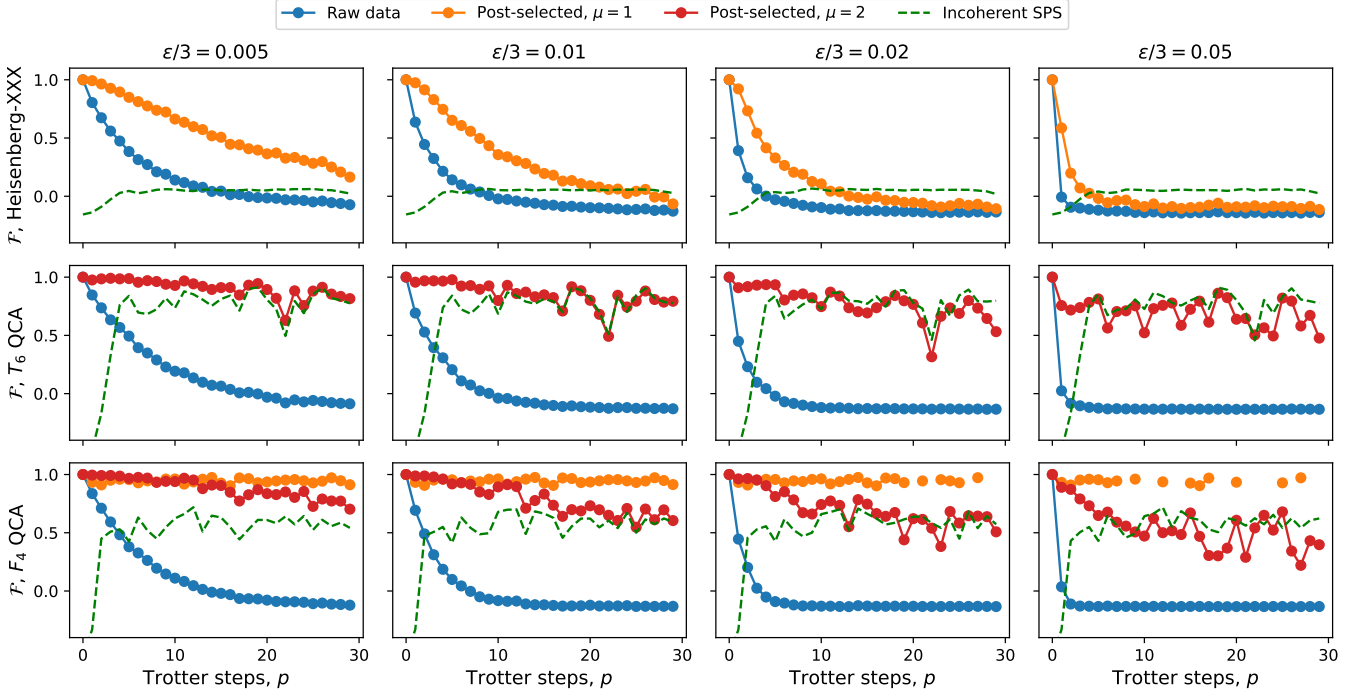 Raw data
Post-selected, μ = 1
Post-selected, μ = 2
Incoherent SPS
ε/3 = 0.005
ε/3 = 0.01
ε/3 = 0.02
ε/3 = 0.05
ℱ, Heisenberg-XXX
1.0
0.5
0.0
ℱ, T₆ QCA
1.0
0.5
0.0
ℱ, F₄ QCA
1.0
0.5
0.0
0 10 20 30
0 10 20 30
0 10 20 30
0 10 20 30
Trotter steps, p
Trotter steps, p
Trotter steps, p
Trotter steps, p